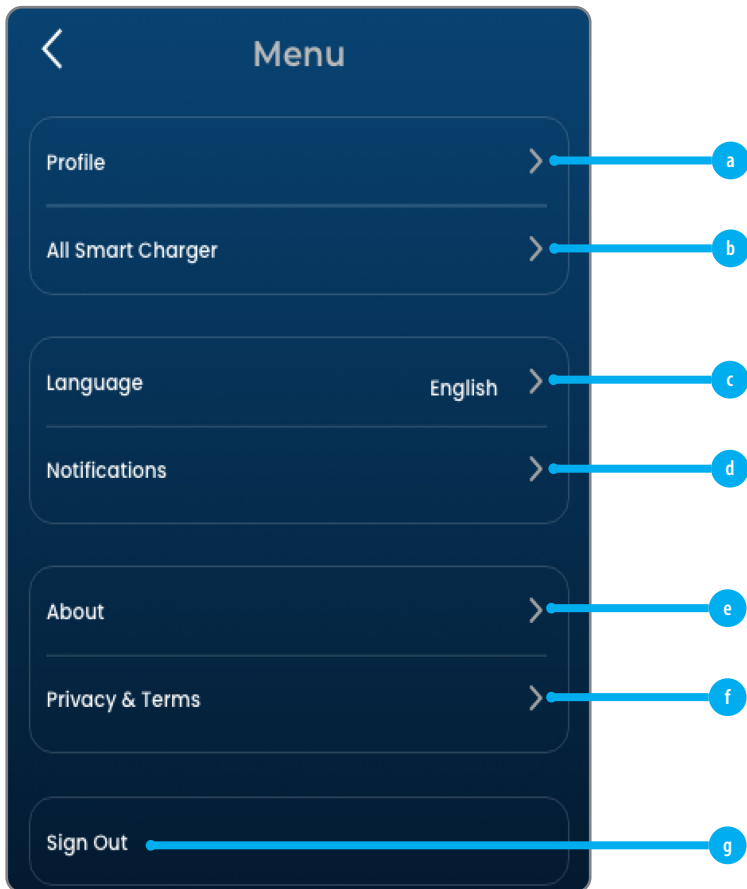 Menu
Profile
a
All Smart Charger
b
Language English
c
Notifications
d
About
e
Privacy & Terms
f
Sign Out
g